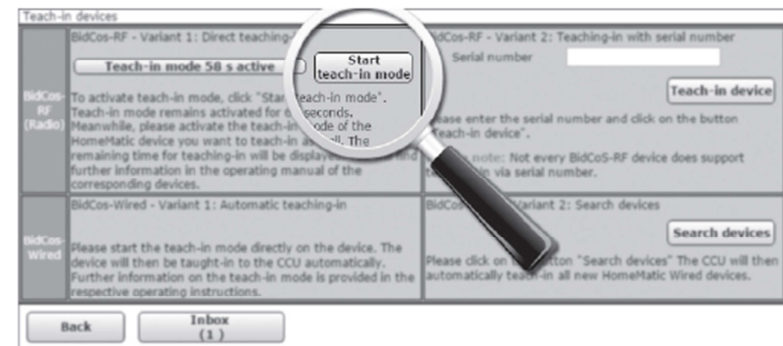 Teach-in devices
BidCos-RF - Variant 1: Direct teaching-
Teach-in mode 58 s active
Start
teach-in mode
BidCos-
RF
(Radio)
To activate teach-in mode, click "Star teach-in mode".
Teach-in mode remains activated for 6 seconds.
Meanwhile, please activate the teach-in mode of the
HomeMatic device you want to teach-in as ll. The
remaining time for teaching-in will be displaye find
further information in the operating manual of the
corresponding devices.
BidCoS-RF - Variant 2: Teaching-in with serial number
Serial number
Teach-in device
ease enter the serial number and click on the button
Teach-in device".
note: Not every BidCoS-RF device does support
in via serial number.
BidCos-
Wired
BidCos-Wired - Variant 1: Automatic teaching-in
Please start the teach-in mode directly on the device. The
device will then be taught-in to the CCU automatically.
Further information on the teach-in mode is provided in the
respective operating instructions.
BidCos- Variant 2: Search devices
Search devices
Please click on button "Search devices" The CCU will then
automatically teach-in all new HomeMatic Wired devices.
Back
Inbox
(1 )